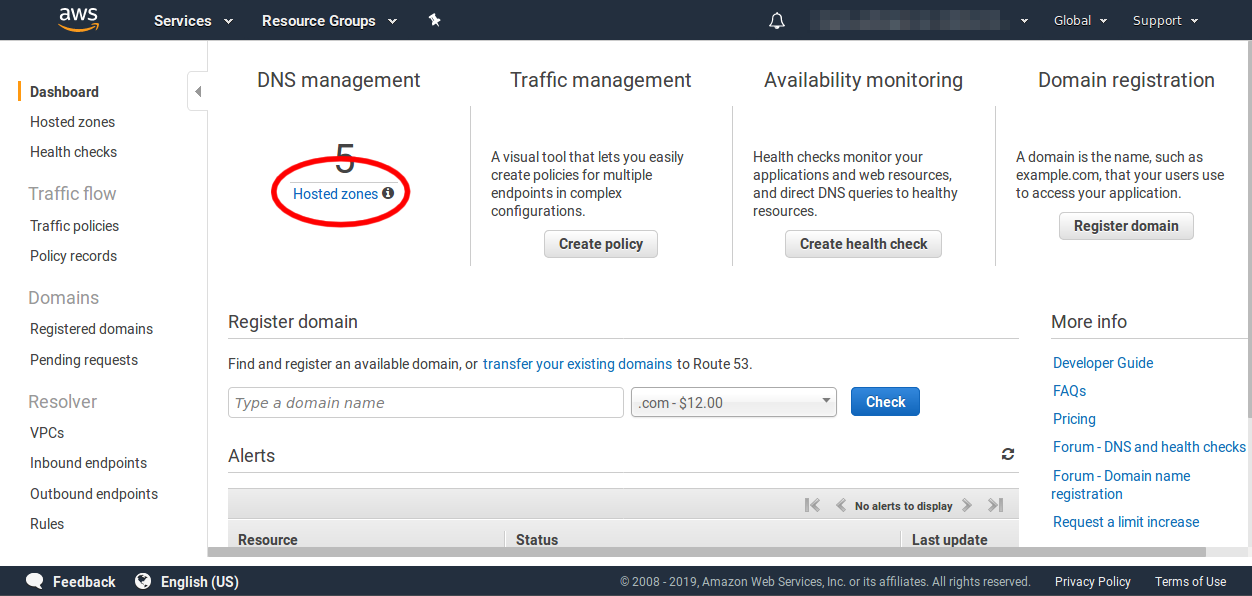 aws
Services
Resource Groups
Global
Support
Dashboard
Hosted zones
Health checks
Traffic flow
Traffic policies
Policy records
Domains
Registered domains
Pending requests
Resolver
VPCs
Inbound endpoints
Outbound endpoints
Rules
DNS management
5
Hosted zones
Traffic management
A visual tool that lets you easily
create policies for multiple
endpoints in complex
configurations.
Create policy
Availability monitoring
Health checks monitor your
applications and web resources,
and direct DNS queries to healthy
resources.
Create health check
Domain registration
A domain is the name, such as
example.com, that your users use
to access your application.
Register domain
Register domain
Find and register an available domain, or transfer your existing domains to Route 53.
Type a domain name
.com - $12.00
Check
Alerts
No alerts to display
Resource
Status
Last update
More info
Developer Guide
FAQs
Pricing
Forum - DNS and health checks
Forum - Domain name
registration
Request a limit increase
Feedback
English (US)
© 2008 - 2019, Amazon Web Services, Inc. or its affiliates. All rights reserved.
Privacy Policy
Terms of Use